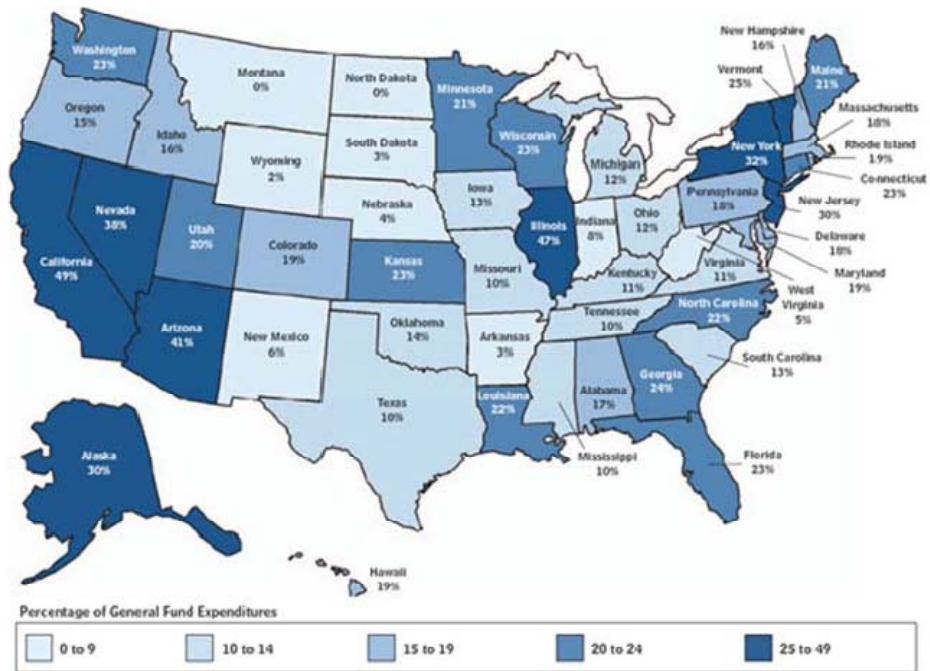 Washington
23%
Oregon
15%
Idaho
16%
Montana
0%
Wyoming
2%
North Dakota
0%
South Dakota
3%
Nebraska
4%
Minnesota
21%
Wisconsin
23%
Michigan
12%
Iowa
13%
Nevada
38%
California
49%
Utah
20%
Colorado
19%
Kansas
23%
Missouri
10%
Illinois
47%
Indiana
8%
Ohio
12%
Kentucky
11%
Tennessee
10%
Virginia
11%
West
Virginia
5%
North Carolina
22%
South Carolina
13%
Arizona
41%
New Mexico
6%
Oklahoma
14%
Arkansas
3%
Texas
10%
Louisiana
22%
Mississippi
10%
Alabama
17%
Georgia
24%
Florida
23%
New Hampshire
16%
Vermont
25%
Maine
21%
Massachusetts
18%
Rhode Island
19%
Connecticut
23%
New York
32%
Pennsylvania
18%
New Jersey
30%
Delaware
18%
Maryland
19%
Alaska
30%
Hawaii
19%
Percentage of General Fund Expenditures
0 to 9
10 to 14
15 to 19
20 to 24
25 to 49